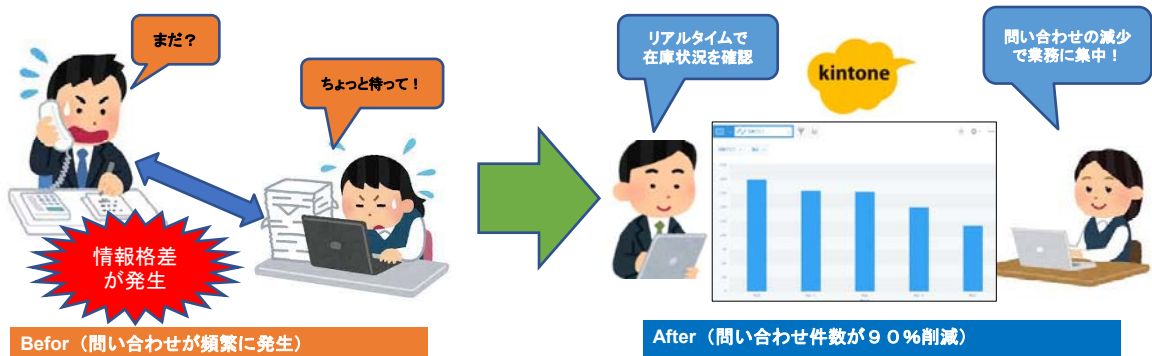 まだ？
ちょっと待って！
情報格差
が発生
Befor（問い合わせが頻繁に発生）
リアルタイムで
在庫状況を確認
kintone
問い合わせの減少
で業務に集中！
After（問い合わせ件数が９０％削減）